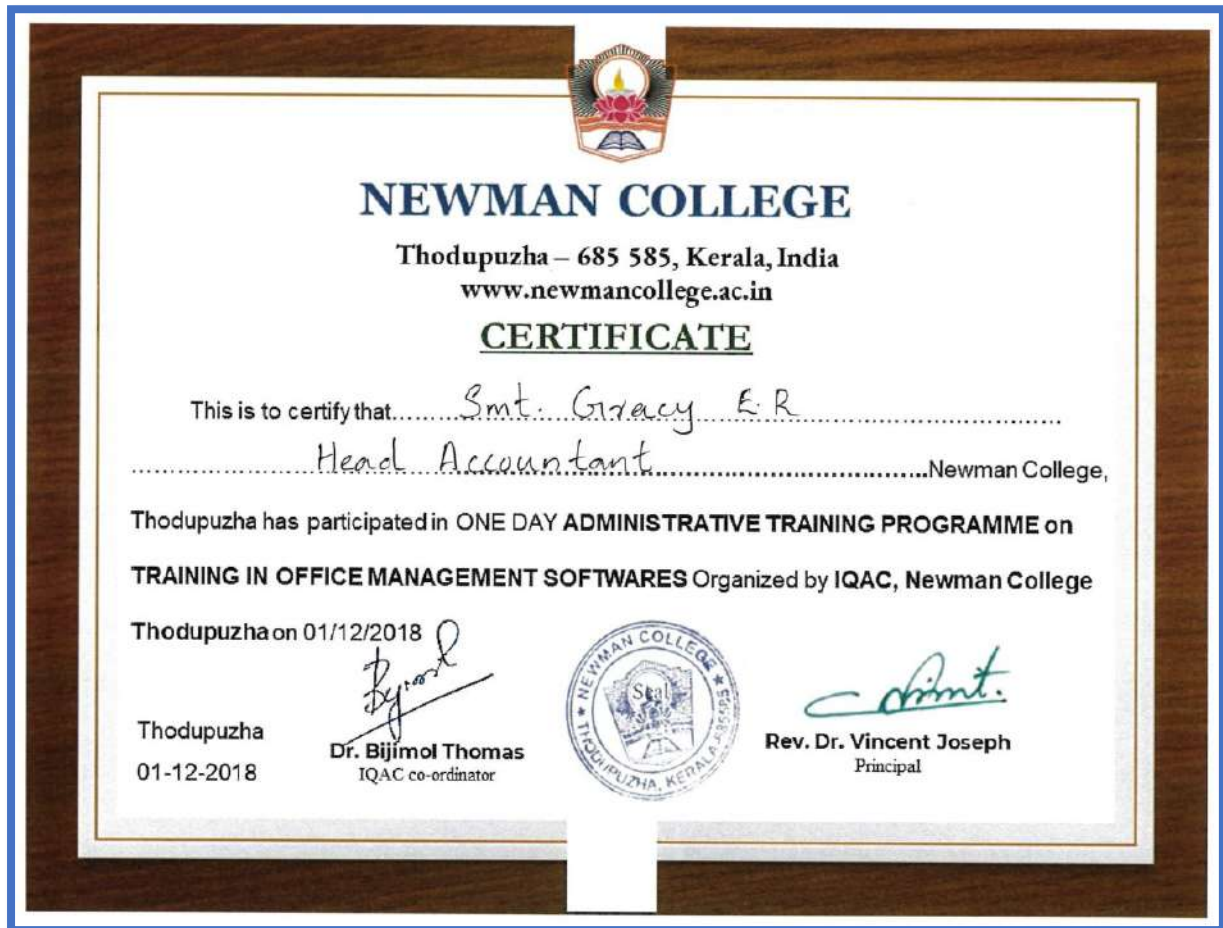 NEWMAN COLLEGE
Thodupuzha – 685 585, Kerala, India
www.newmancollege.ac.in
CERTIFICATE
This is to certify that.........Smt. Gracy E.R..........
..........Head Accountant..........Newman College,
Thodupuzha has participated in ONE DAY ADMINISTRATIVE TRAINING PROGRAMME on
TRAINING IN OFFICE MANAGEMENT SOFTWARES Organized by IQAC, Newman College
Thodupuzha on 01/12/2018
NEWMAN COLLEGE
Seal
THODUPUZHA, KERALA-685585
Thodupuzha
01-12-2018
Dr. Bijimol Thomas
IQAC co-ordinator
Rev. Dr. Vincent Joseph
Principal